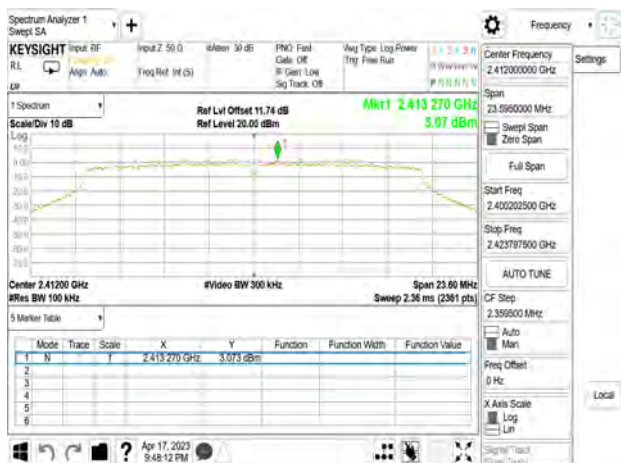 Spectrum Analyzer 1
Swept SA
+
Frequency
KEYSIGHT Input: RF
Input Z: 50 Ω
Atten: 30 dB
PNO: Fast
Avg Type: Log-Power
RL
Align: Auto
Freq Ref: Int (S)
Gate: Off
Trig: Free Run
IF Gain: Low
Sig Track: Off
Center Frequency
2.412000000 GHz
Settings
Span
23.5950000 MHz
Swept Span
Zero Span
Full Span
Start Freq
2.400202500 GHz
Stop Freq
2.423797500 GHz
AUTO TUNE
CF Step
2.359500 MHz
Auto
Man
Freq Offset
0 Hz
X Axis Scale
Log
Lin
Local
1 Spectrum
Scale/Div 10 dB
Ref Lvl Offset 11.74 dB
Ref Level 20.00 dBm
Mkr1 2.413 270 GHz
3.07 dBm
Log
Center 2.41200 GHz
#Video BW 300 kHz
Span 23.60 MHz
#Res BW 100 kHz
Sweep 2.36 ms (2361 pts)
5 Marker Table
Mode Trace Scale X Y Function Function Width Function Value
1 N 1 f 2.413 270 GHz 3.073 dBm
2
3
4
5
6
? Apr 17, 2023
9:48:12 PM
Signal Track